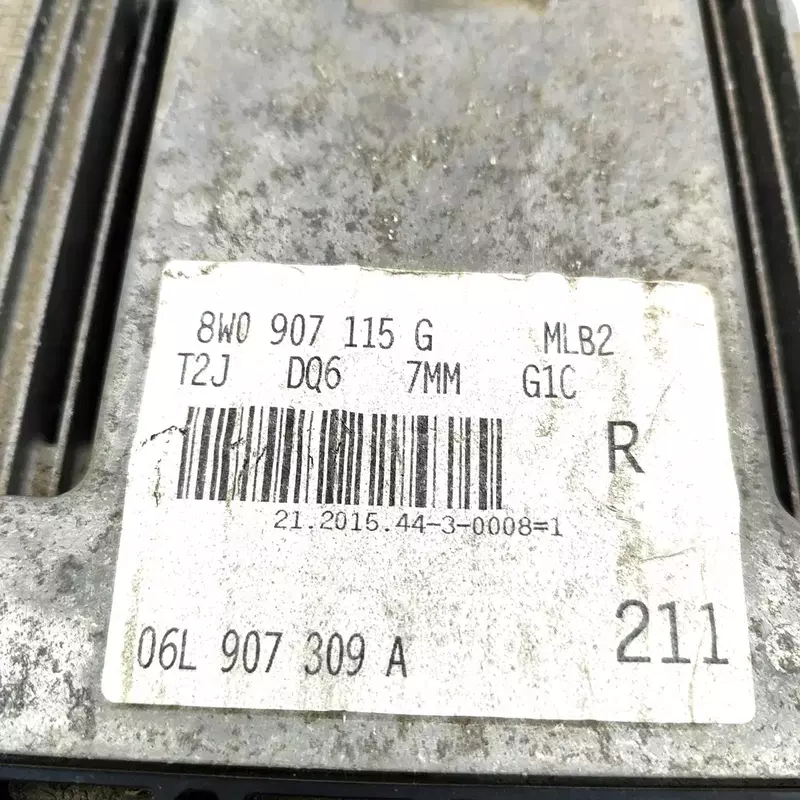 8W0 907 115 G MLB2
T2J DQ6 7MM G1C
R
21.2015.44-3-0008=1
211
06L 907 309 A